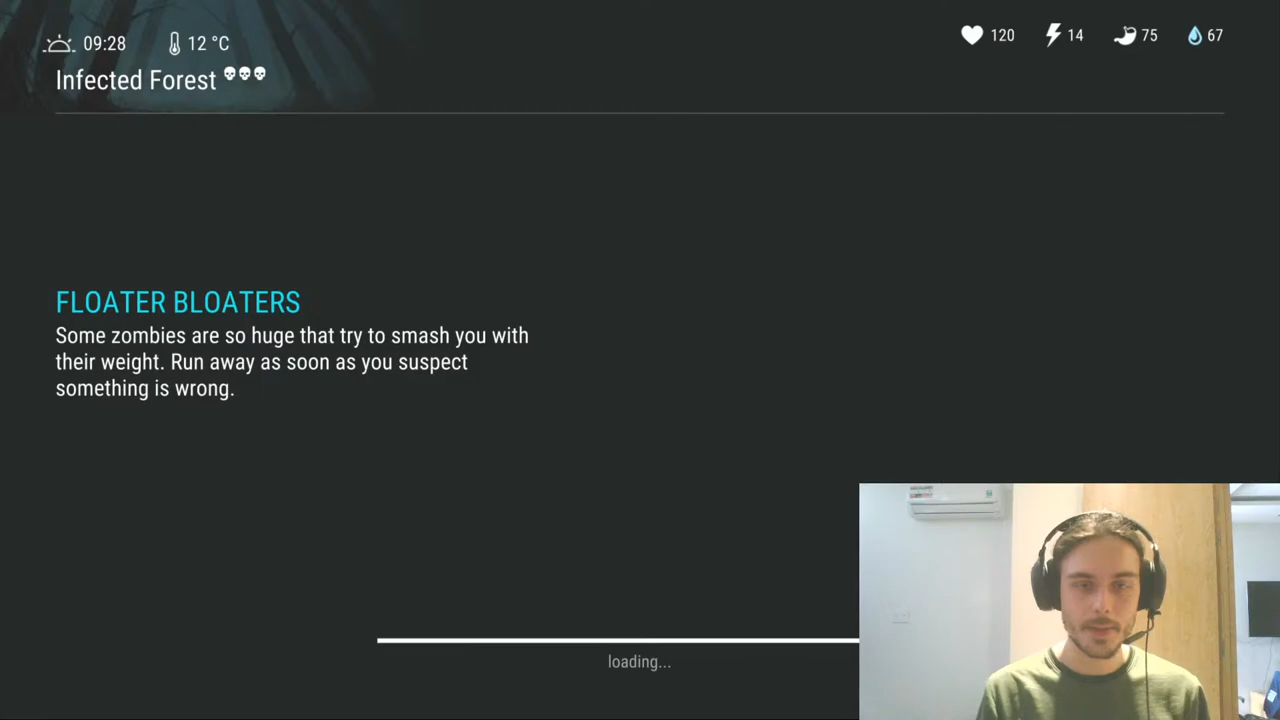 09:28 12 °C
120 14 75 67
Infected Forest
FLOATER BLOATERS
Some zombies are so huge that try to smash you with
their weight. Run away as soon as you suspect
something is wrong.
loading...